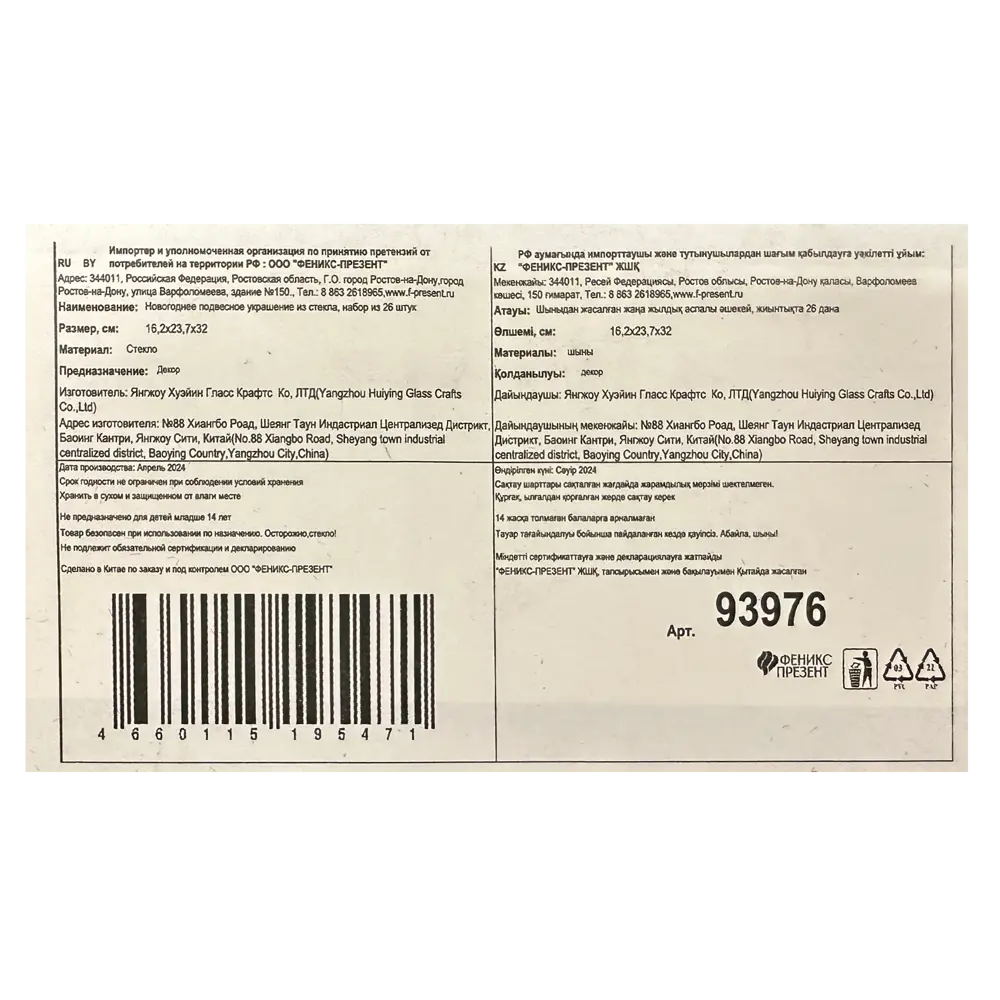 Импортер и уполномоченная организация по принятию претензий от
RU BY потребителей на территории РФ : ООО "ФЕНИКС-ПРЕЗЕНТ"
Адрес: 344011, Российская Федерация, Ростовская область, Г.О. город Ростов-на-Дону,город
Ростов-на-Дону, улица Варфоломеева, здание №150., Тел.: 8 863 2618965,www.f-present.ru
Наименование: Новогоднее подвесное украшение из стекла, набор из 26 штук
Размер, см: 16,2x23,7x32
Материал: Стекло
Предназначение: Декор
Изготовитель: Янгжоу Хуэйин Гласс Крафтс Ко, ЛТД(Yangzhou Huiying Glass Crafts
Co.,Ltd)
Адрес изготовителя: №88 Хиангбо Роад, Шеянг Таун Индастриал Централизед Дистрикт,
Баоинг Кантри, Янгжоу Сити, Китай(No.88 Xiangbo Road, Sheyang town industrial
centralized district, Baoying Country,Yangzhou City,China)
Дата производства: Апрель 2024
Срок годности не ограничен при соблюдении условий хранения
Хранить в сухом и защищенном от влаги месте
Не предназначено для детей младше 14 лет
Товар безопасен при использовании по назначению. Осторожно,стекло!
Не подлежит обязательной сертификации и декларированию
Сделано в Китае по заказу и под контролем ООО "ФЕНИКС-ПРЕЗЕНТ"
4 660115 195471
РФ аумағында импорттаушы және тутынушылардан шағым қабылдауға уәкілетті ұйым:
KZ "ФЕНИКС-ПРЕЗЕНТ" ЖШҚ
Мекенжайы: 344011, Ресей Федерациясы, Ростов облысы, Ростов-на-Дону қаласы, Варфоломеев
көшесі, 150 ғимарат, Тел.: 8 863 2618965,www.f-present.ru
Атауы: Шыныдан жасалған жаңа жылдық аспалы әшекей, жиынтықта 26 дана
Өлшемі, см: 16,2x23,7x32
Материалы: шыны
Қолданылуы: декор
Дайындаушы: Янгжоу Хуэйин Гласс Крафтс Ко, ЛТД(Yangzhou Huiying Glass Crafts Co.,Ltd)
Дайындаушының мекенжайы: №88 Хиангбо Роад, Шеянг Таун Индастриал Централизед
Дистрикт, Баоинг Кантри, Янгжоу Сити, Китай(No.88 Xiangbo Road, Sheyang town industrial
centralized district, Baoying Country,Yangzhou City,China)
Өндірілген күні: Сәуір 2024
Сақтау шарттары сақталған жағдайда жарамдылық мерзімі шектелмеген.
Құрғақ, ылғалдан қорғалған жерде сақтау керек
14 жасқа толмаған балаларға арналмаған
Тауар тағайындалуы бойынша пайдаланған кезде қауіпсіз. Абайла, шыны!
Міндетті сертификаттауға және декларациялауға жатпайды
"ФЕНИКС-ПРЕЗЕНТ" ЖШҚ, тапсырысымен және бақылауымен Қытайда жасалған
Арт. 93976
ФЕНИКС
ПРЕЗЕНТ
03 21
PVC PAP